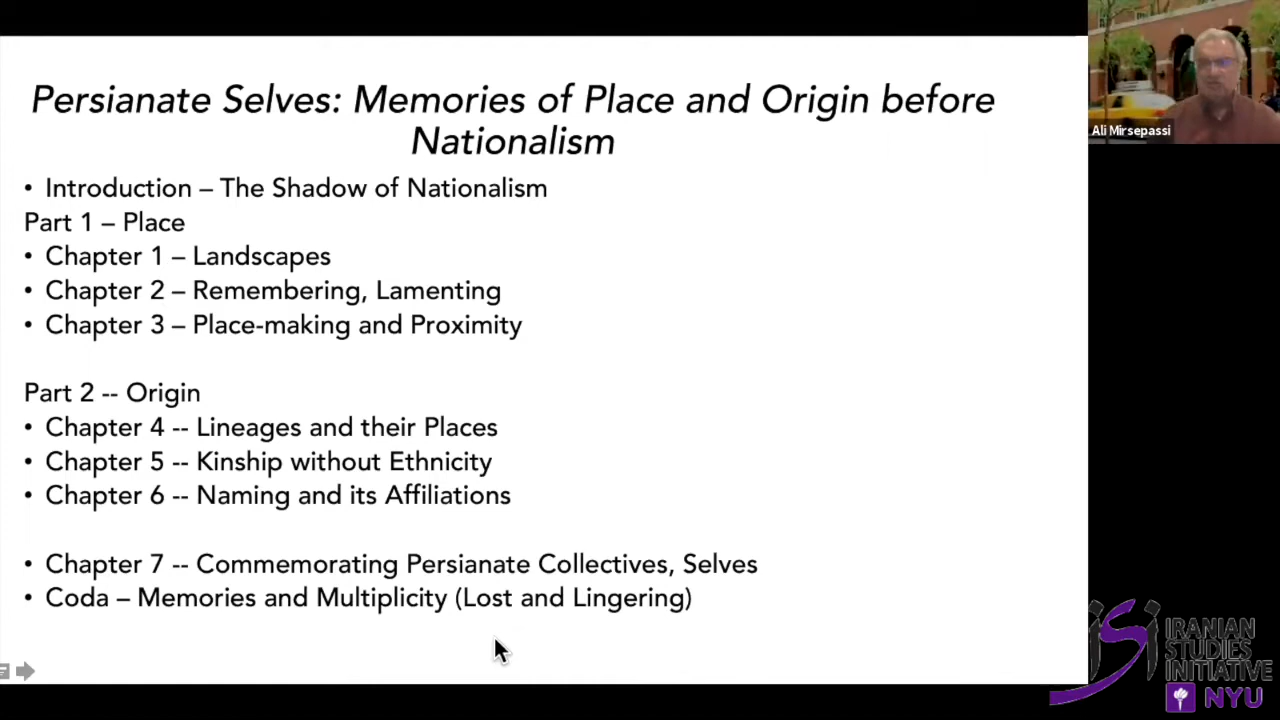 Persianate Selves: Memories of Place and Origin before
Nationalism
• Introduction – The Shadow of Nationalism
Part 1 – Place
• Chapter 1 – Landscapes
• Chapter 2 – Remembering, Lamenting
• Chapter 3 – Place-making and Proximity
Part 2 -- Origin
• Chapter 4 -- Lineages and their Places
• Chapter 5 -- Kinship without Ethnicity
• Chapter 6 -- Naming and its Affiliations
• Chapter 7 -- Commemorating Persianate Collectives, Selves
• Coda – Memories and Multiplicity (Lost and Lingering)
Ali Mirsepassi
iSi
IRANIAN
STUDIES
INITIATIVE
NYU